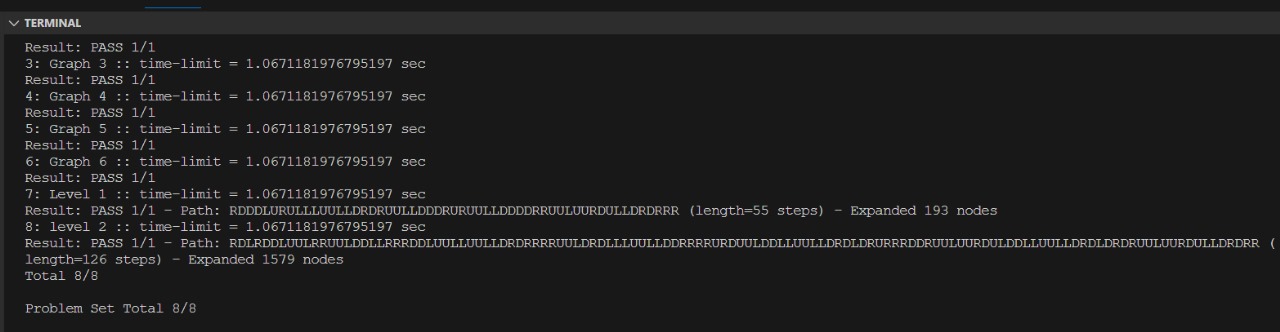 TERMINAL
Result: PASS 1/1
3: Graph 3 :: time-limit = 1.0671181976795197 sec
Result: PASS 1/1
4: Graph 4 :: time-limit = 1.0671181976795197 sec
Result: PASS 1/1
5: Graph 5 :: time-limit = 1.0671181976795197 sec
Result: PASS 1/1
6: Graph 6 :: time-limit = 1.0671181976795197 sec
Result: PASS 1/1
7: Level 1 :: time-limit = 1.0671181976795197 sec
Result: PASS 1/1 - Path: RDDDLURULLLUULLDRDRUULLDDDRURUULLDDDDRRUULUURDULLDRDRRR (length=55 steps) - Expanded 193 nodes
8: level 2 :: time-limit = 1.0671181976795197 sec
Result: PASS 1/1 - Path: RDLRDDLUULRRUULDDLLRRRDDLUULLUULLDRDRRRRUULDRDLLLUULLDDRRRRURDUULDDLLUULLDRDLDRURRRDDRUULUURDULDDLLUULLDRDLDRDRUULUURDULLDRDRR (
length=126 steps) - Expanded 1579 nodes
Total 8/8
Problem Set Total 8/8